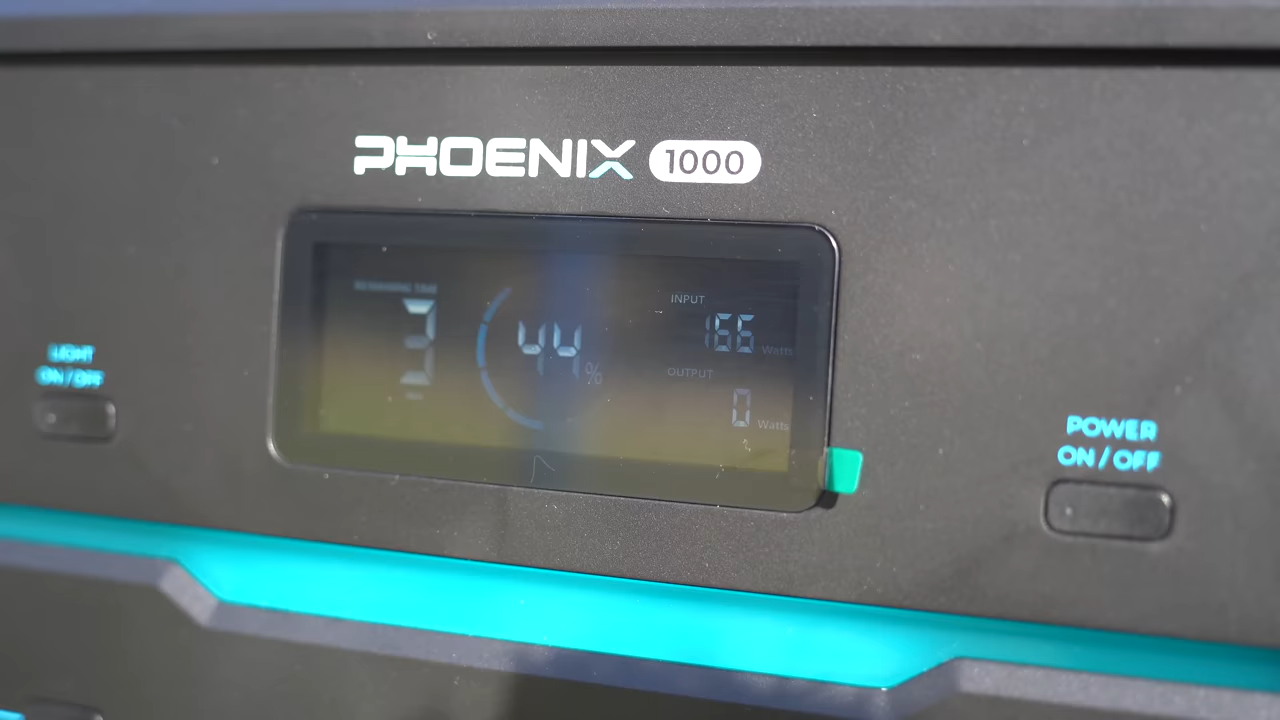 PHOENIX 1000
REMAINING TIME
3
44%
INPUT
166 Watts
OUTPUT
0 Watts
LIGHT
ON/OFF
POWER
ON/OFF